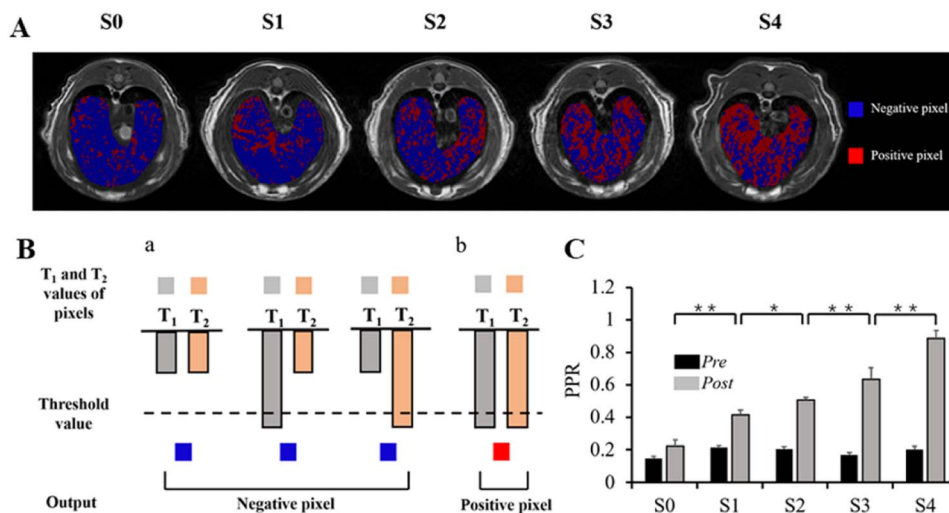 A
S0 S1 S2 S3 S4
Negative pixel
Positive pixel
B
a
b
T₁ and T₂
values of
pixels
T₁ T₂ T₁ T₂ T₁ T₂ T₁ T₂
Threshold
value
Output
Negative pixel
Positive pixel
C
PPR
1.2
1
0.8
0.6
0.4
0.2
0
** * ** **
Pre
Post
S0 S1 S2 S3 S4